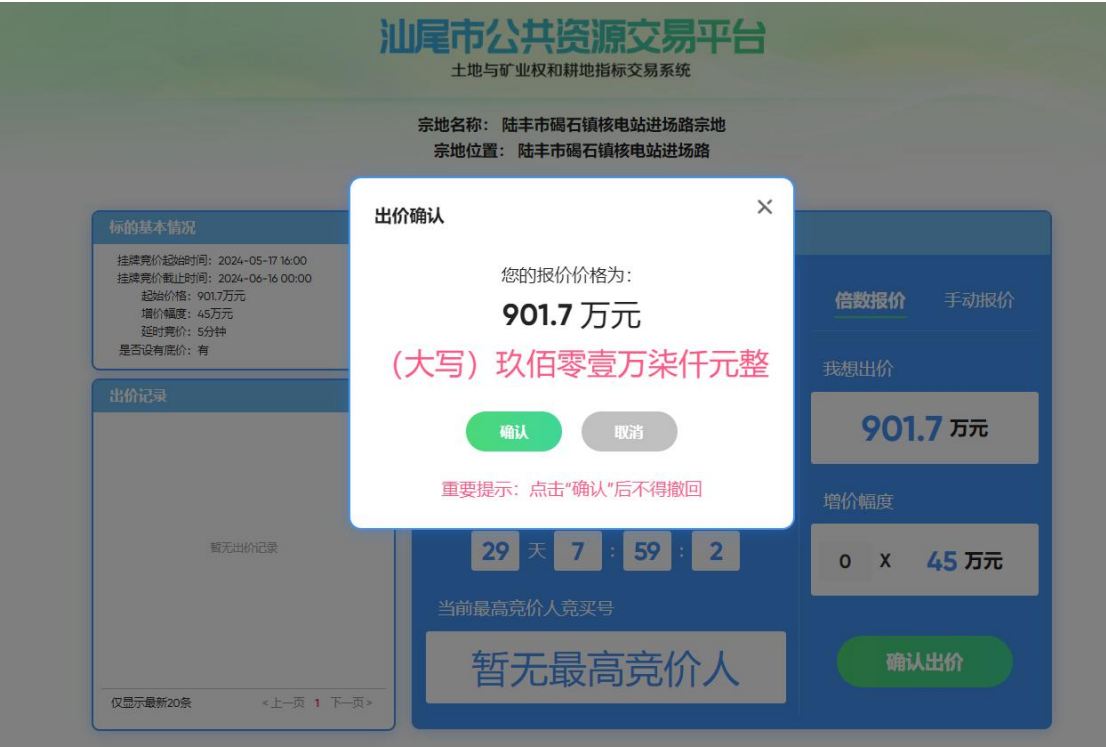 汕尾市公共资源交易平台
土地与矿业权和耕地指标交易系统
宗地名称： 陆丰市碣石镇核电站进场路宗地
宗地位置： 陆丰市碣石镇核电站进场路
标的基本情况
挂牌竞价起始时间：2024-05-17 16:00
挂牌竞价截止时间：2024-06-16 00:00
起始价格：901.7万元
增价幅度：45万元
延时竞价：5分钟
是否设有底价：有
出价记录
暂无出价记录
仅显示最新20条
<上一页 1 下一页>
出价确认
×
您的报价价格为：
901.7 万元
（大写）玖佰零壹万柒仟元整
确认
取消
重要提示：点击“确认”后不得撤回
29 天 7 : 59 : 2
当前最高竞价人竞买号
暂无最高竞价人
倍数报价
手动报价
我想出价
901.7 万元
增价幅度
0 X 45 万元
确认出价